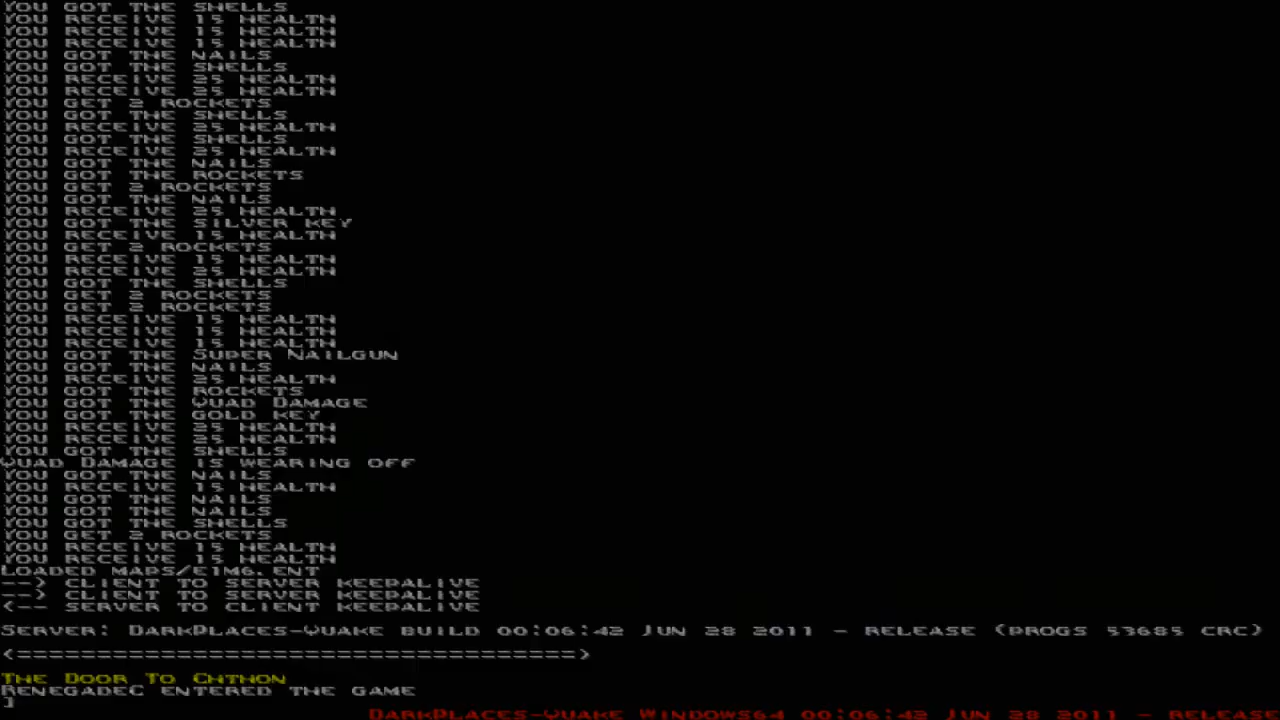 You got the shells
You receive 15 health
You receive 15 health
You receive 15 health
You got the nails
You got the shells
You receive 25 health
You receive 25 health
You get 2 rockets
You got the shells
You receive 25 health
You got the shells
You receive 25 health
You got the nails
You got the rockets
You get 2 rockets
You got the nails
You receive 25 health
You got the silver key
You receive 15 health
You get 2 rockets
You receive 15 health
You receive 25 health
You got the shells
You get 2 rockets
You get 2 rockets
You receive 15 health
You receive 15 health
You receive 15 health
You got the Super Nailgun
You got the nails
You receive 25 health
You got the rockets
You got the Quad Damage
You got the gold key
You receive 25 health
You receive 25 health
You got the shells
Quad Damage is wearing off
You got the nails
You receive 15 health
You got the nails
You got the nails
You got the shells
You get 2 rockets
You receive 15 health
You receive 15 health
Loaded maps/e1m6.ent
--> client to server keepalive
--> client to server keepalive
<-- server to client keepalive
Server: DarkPlaces-Quake build 00:06:42 Jun 28 2011 - release (progs 53685 crc)
<===================================>
The Door To Chthon
RenegadeC entered the game
]
DarkPlaces-Quake Windows64 00:06:42 Jun 28 2011 - release